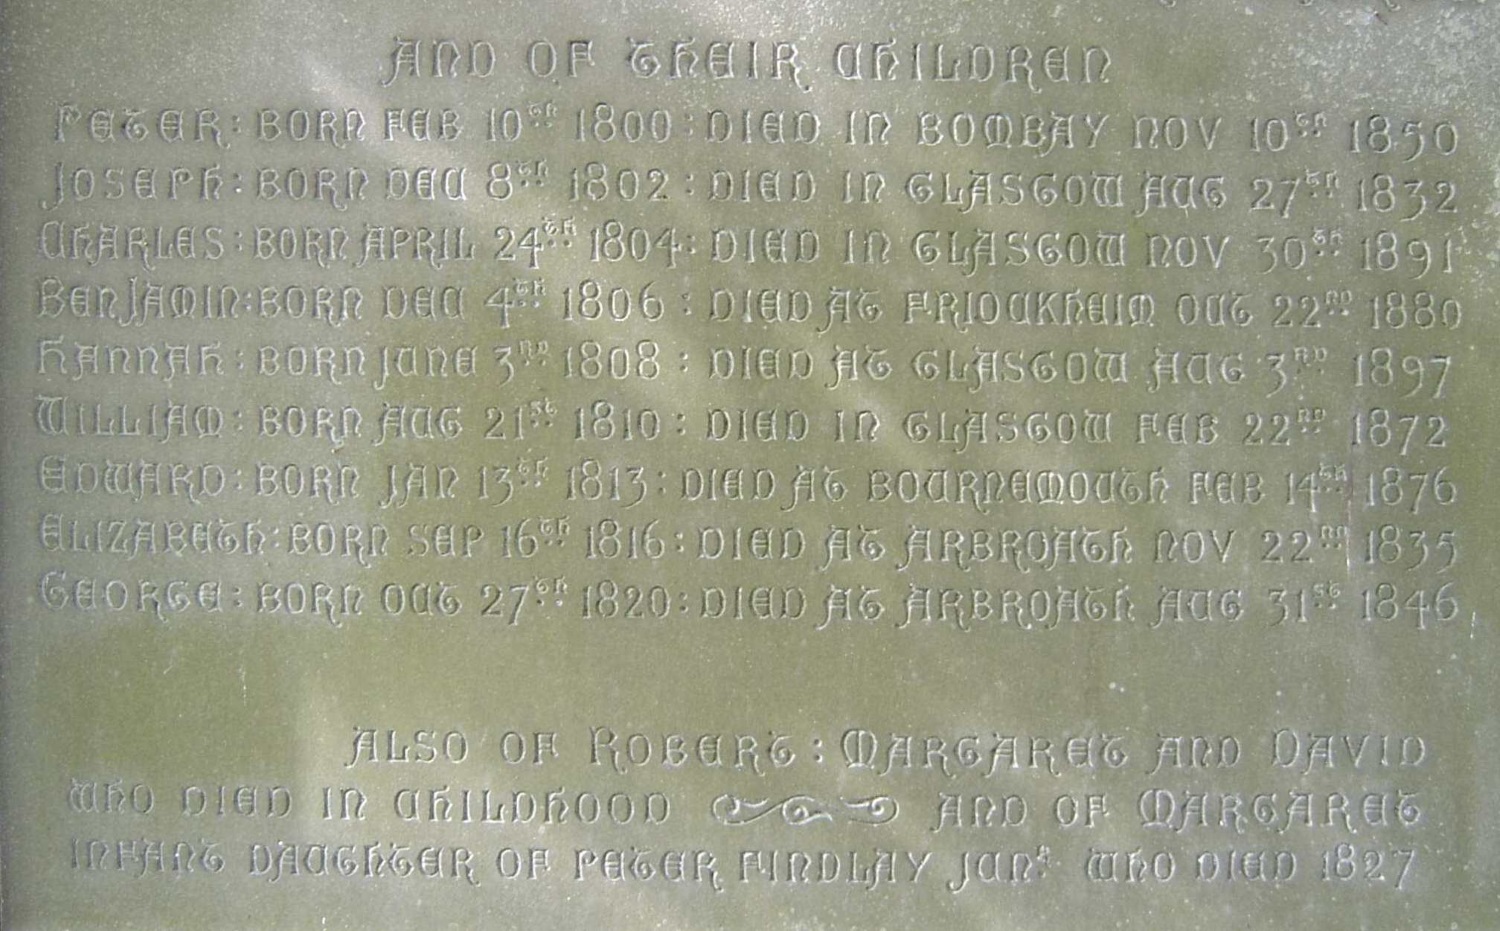 AND OF THEIR CHILDREN
PETER: BORN FEB 10TH 1800: DIED IN BOMBAY NOV 10TH 1850
JOSEPH: BORN DEC 8TH 1802: DIED IN GLASGOW AUG 27TH 1832
CHARLES: BORN APRIL 24TH 1804: DIED IN GLASGOW NOV 30TH 1891
BENJAMIN: BORN DEC 4TH 1806: DIED AT FRIOCKHEIM OCT 22ND 1880
HANNAH: BORN JUNE 3RD 1808: DIED AT GLASGOW AUG 3RD 1897
WILLIAM: BORN AUG 21ST 1810: DIED IN GLASGOW FEB 22ND 1872
EDWARD: BORN JAN 13TH 1813: DIED AT BOURNEMOUTH FEB 14TH 1876
ELIZABETH: BORN SEP 16TH 1816: DIED AT ARBROATH NOV 22ND 1835
GEORGE: BORN OCT 27TH 1820: DIED AT ARBROATH AUG 31ST 1846
ALSO OF ROBERT: MARGARET AND DAVID
WHO DIED IN CHILDHOOD AND OF MARGARET
INFANT DAUGHTER OF PETER FINDLAY JUNR WHO DIED 1827